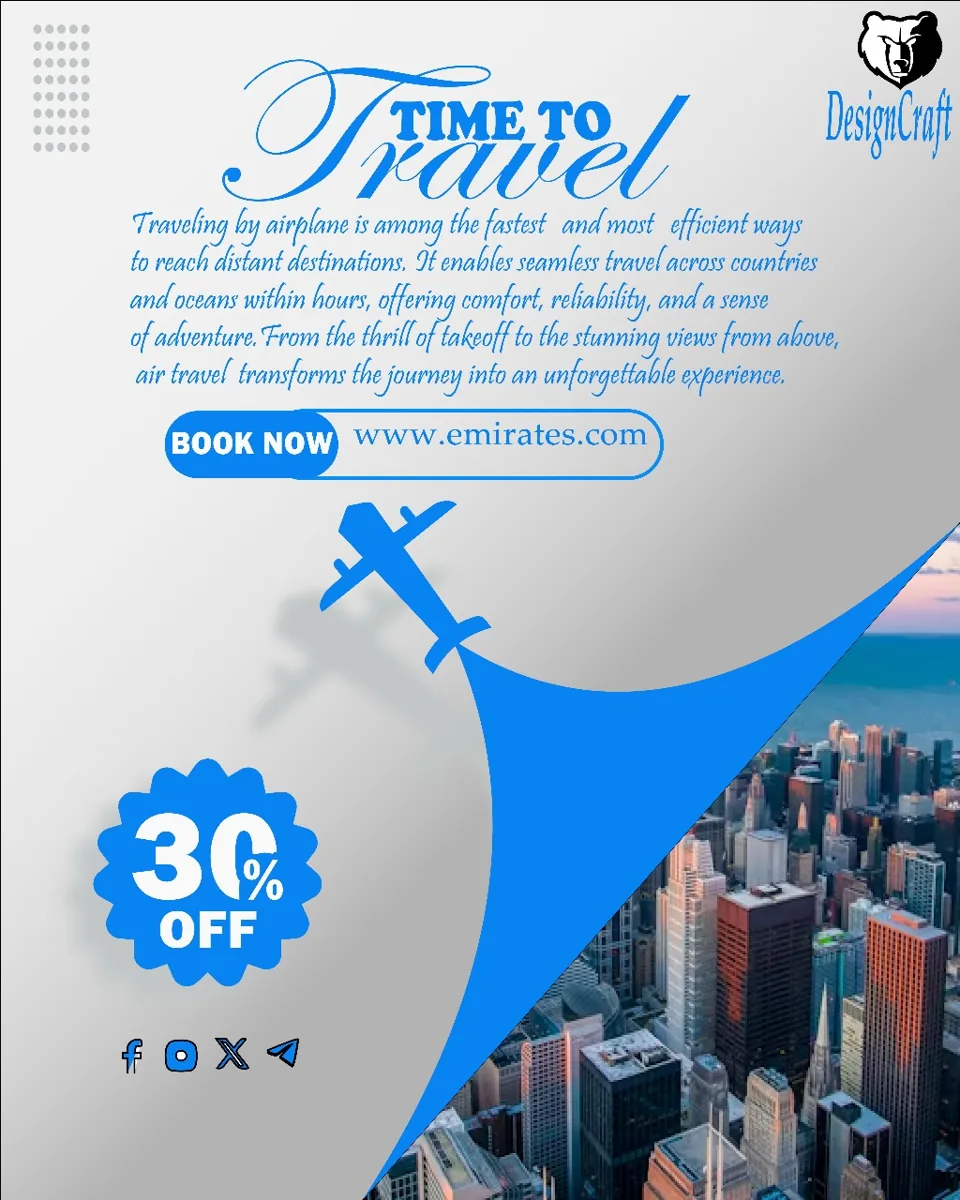 DesignCraft
TIME TO
Travel
Traveling by airplane is among the fastest and most efficient ways
to reach distant destinations. It enables seamless travel across countries
and oceans within hours, offering comfort, reliability, and a sense
of adventure. From the thrill of takeoff to the stunning views from above,
air travel transforms the journey into an unforgettable experience.
BOOK NOW www.emirates.com
30%
OFF